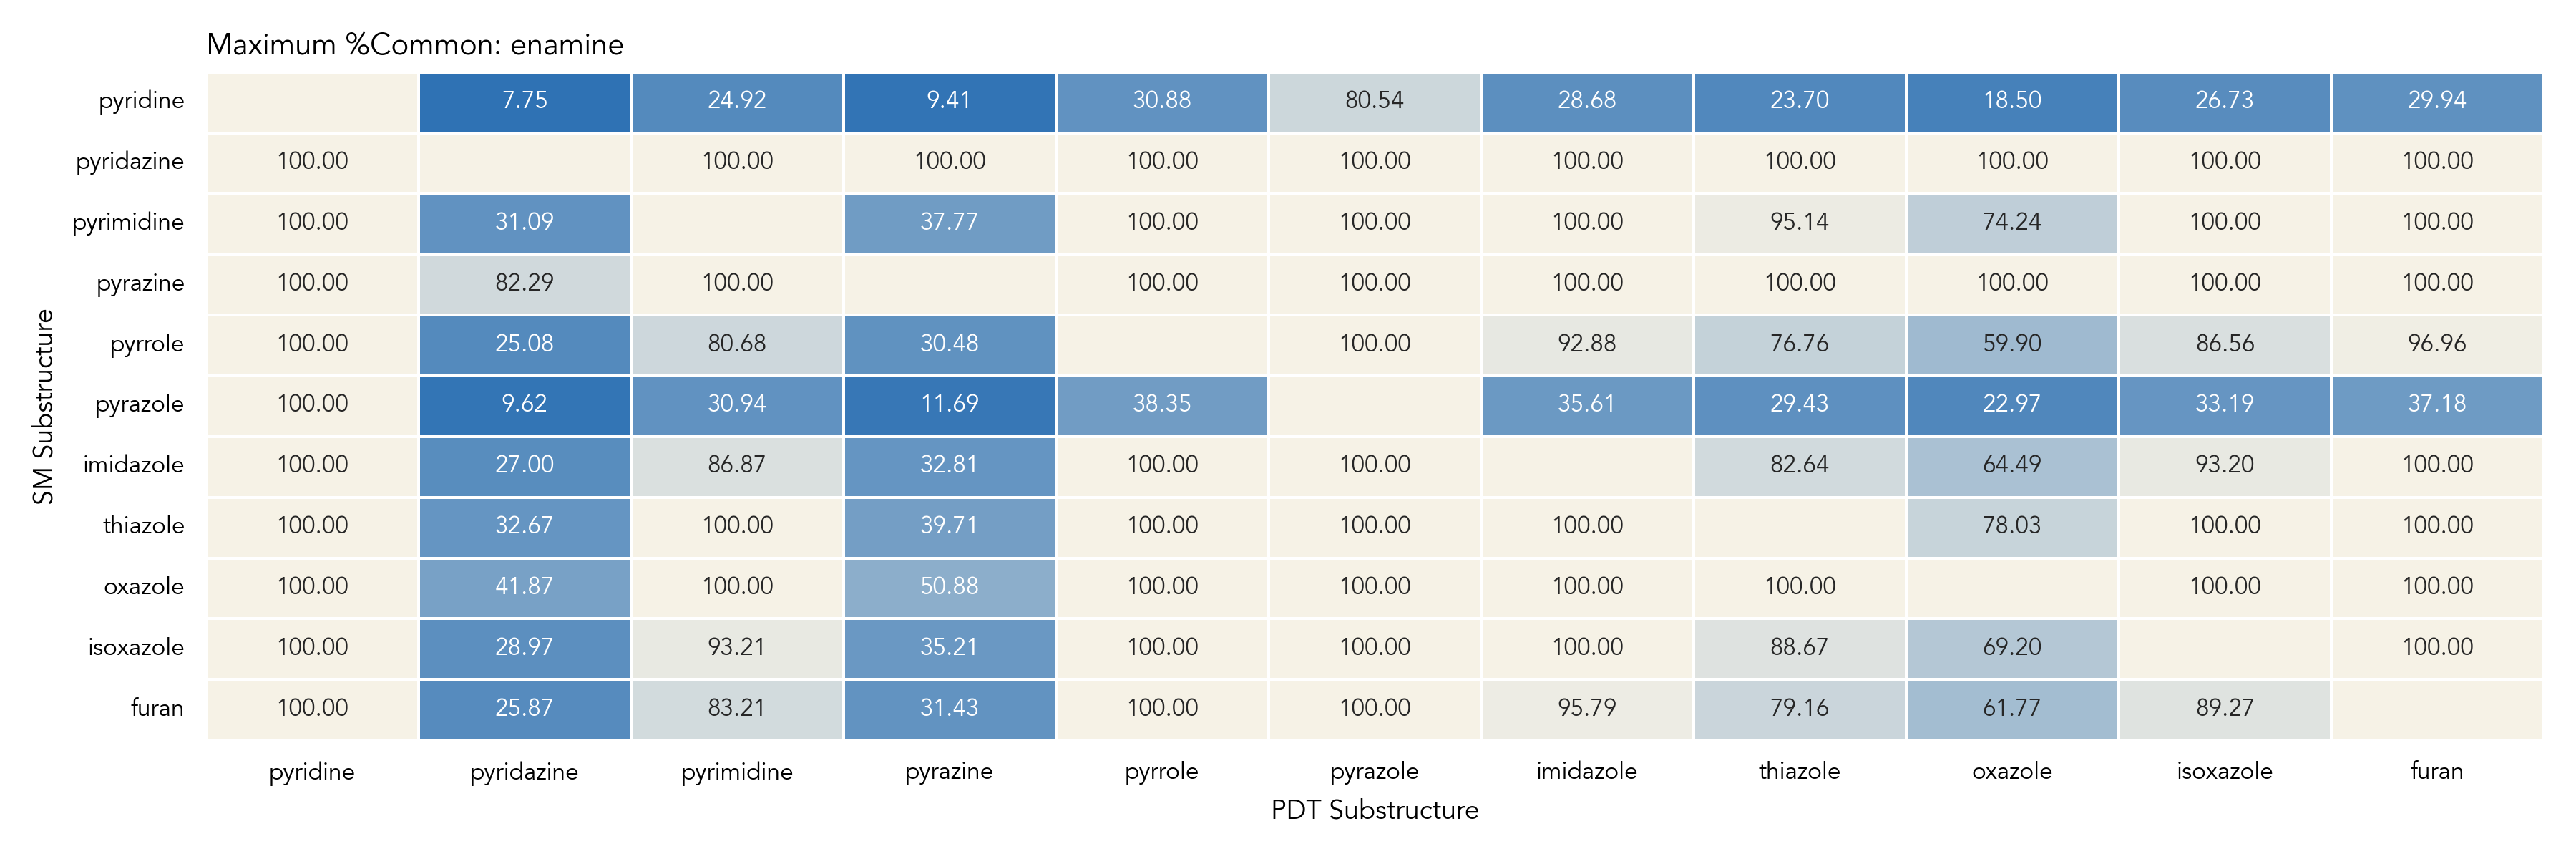 Maximum %Common: enamine
pyridine 7.75 24.92 9.41 30.88 80.54 28.68 23.70 18.50 26.73 29.94
pyridazine 100.00 100.00 100.00 100.00 100.00 100.00 100.00 100.00 100.00 100.00
pyrimidine 100.00 31.09 37.77 100.00 100.00 100.00 95.14 74.24 100.00 100.00
pyrazine 100.00 82.29 100.00 100.00 100.00 100.00 100.00 100.00 100.00 100.00
pyrrole 100.00 25.08 80.68 30.48 100.00 92.88 76.76 59.90 86.56 96.96
pyrazole 100.00 9.62 30.94 11.69 38.35 35.61 29.43 22.97 33.19 37.18
imidazole 100.00 27.00 86.87 32.81 100.00 100.00 82.64 64.49 93.20 100.00
thiazole 100.00 32.67 100.00 39.71 100.00 100.00 100.00 78.03 100.00 100.00
oxazole 100.00 41.87 100.00 50.88 100.00 100.00 100.00 100.00 100.00 100.00
isoxazole 100.00 28.97 93.21 35.21 100.00 100.00 100.00 88.67 69.20 100.00
furan 100.00 25.87 83.21 31.43 100.00 100.00 95.79 79.16 61.77 89.27
SM Substructure
pyridine pyridazine pyrimidine pyrazine pyrrole pyrazole imidazole thiazole oxazole isoxazole furan
PDT Substructure